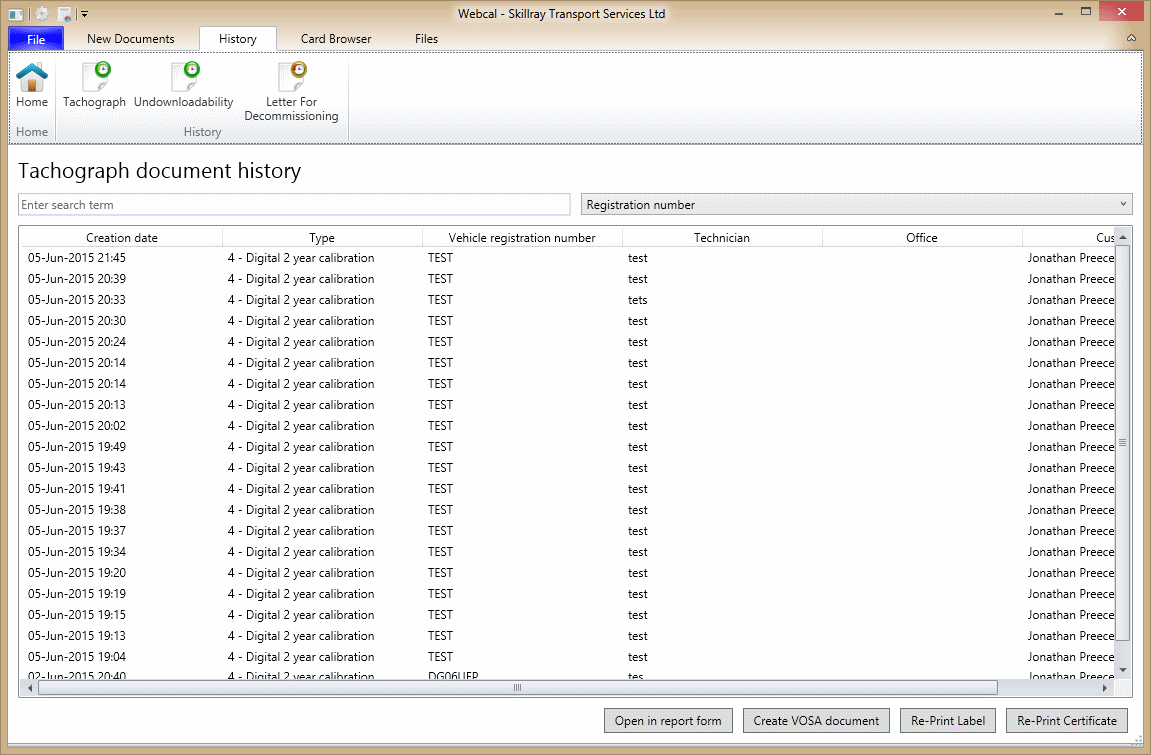 Webcal - Skillray Transport Services Ltd
File New Documents History Card Browser Files
Home Tachograph Undownloadability Letter For Decommissioning
Home History
Tachograph document history
Enter search term Registration number
Creation date Type Vehicle registration number Technician Office Cus
05-Jun-2015 21:45 4 - Digital 2 year calibration TEST test Jonathan Preece
05-Jun-2015 20:39 4 - Digital 2 year calibration TEST test Jonathan Preece
05-Jun-2015 20:33 4 - Digital 2 year calibration TEST tets Jonathan Preece
05-Jun-2015 20:30 4 - Digital 2 year calibration TEST test Jonathan Preece
05-Jun-2015 20:24 4 - Digital 2 year calibration TEST test Jonathan Preece
05-Jun-2015 20:14 4 - Digital 2 year calibration TEST test Jonathan Preece
05-Jun-2015 20:14 4 - Digital 2 year calibration TEST test Jonathan Preece
05-Jun-2015 20:13 4 - Digital 2 year calibration TEST test Jonathan Preece
05-Jun-2015 20:02 4 - Digital 2 year calibration TEST test Jonathan Preece
05-Jun-2015 19:49 4 - Digital 2 year calibration TEST test Jonathan Preece
05-Jun-2015 19:43 4 - Digital 2 year calibration TEST test Jonathan Preece
05-Jun-2015 19:41 4 - Digital 2 year calibration TEST test Jonathan Preece
05-Jun-2015 19:38 4 - Digital 2 year calibration TEST test Jonathan Preece
05-Jun-2015 19:37 4 - Digital 2 year calibration TEST test Jonathan Preece
05-Jun-2015 19:34 4 - Digital 2 year calibration TEST test Jonathan Preece
05-Jun-2015 19:20 4 - Digital 2 year calibration TEST test Jonathan Preece
05-Jun-2015 19:19 4 - Digital 2 year calibration TEST test Jonathan Preece
05-Jun-2015 19:15 4 - Digital 2 year calibration TEST test Jonathan Preece
05-Jun-2015 19:13 4 - Digital 2 year calibration TEST test Jonathan Preece
05-Jun-2015 19:04 4 - Digital 2 year calibration TEST test Jonathan Preece
02-Jun-2015 20:40 4 - Digital 2 year calibration tes Jonathan Preece
Open in report form Create VOSA document Re-Print Label Re-Print Certificate